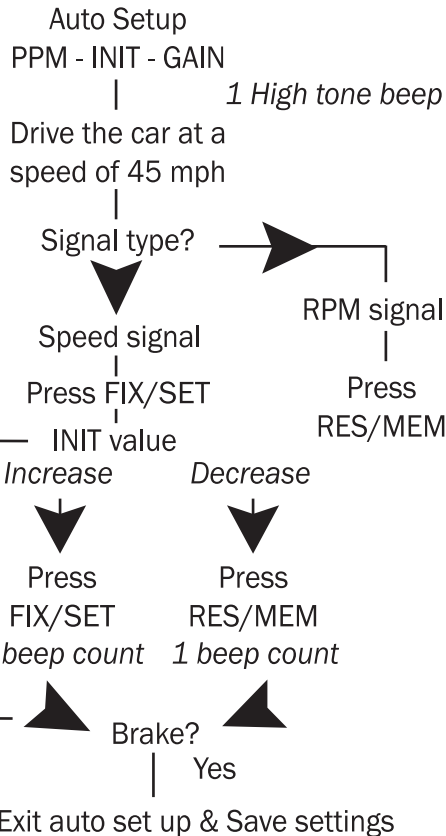 Auto Setup
PPM - INIT - GAIN
1 High tone beep
Drive the car at a
speed of 45 mph
Signal type?
RPM signal
Speed signal
Press FIX/SET
Press
RES/MEM
INIT value
Increase
Decrease
Press
FIX/SET
beep count
Press
RES/MEM
1 beep count
Brake?
Yes
Exit auto set up & Save settings